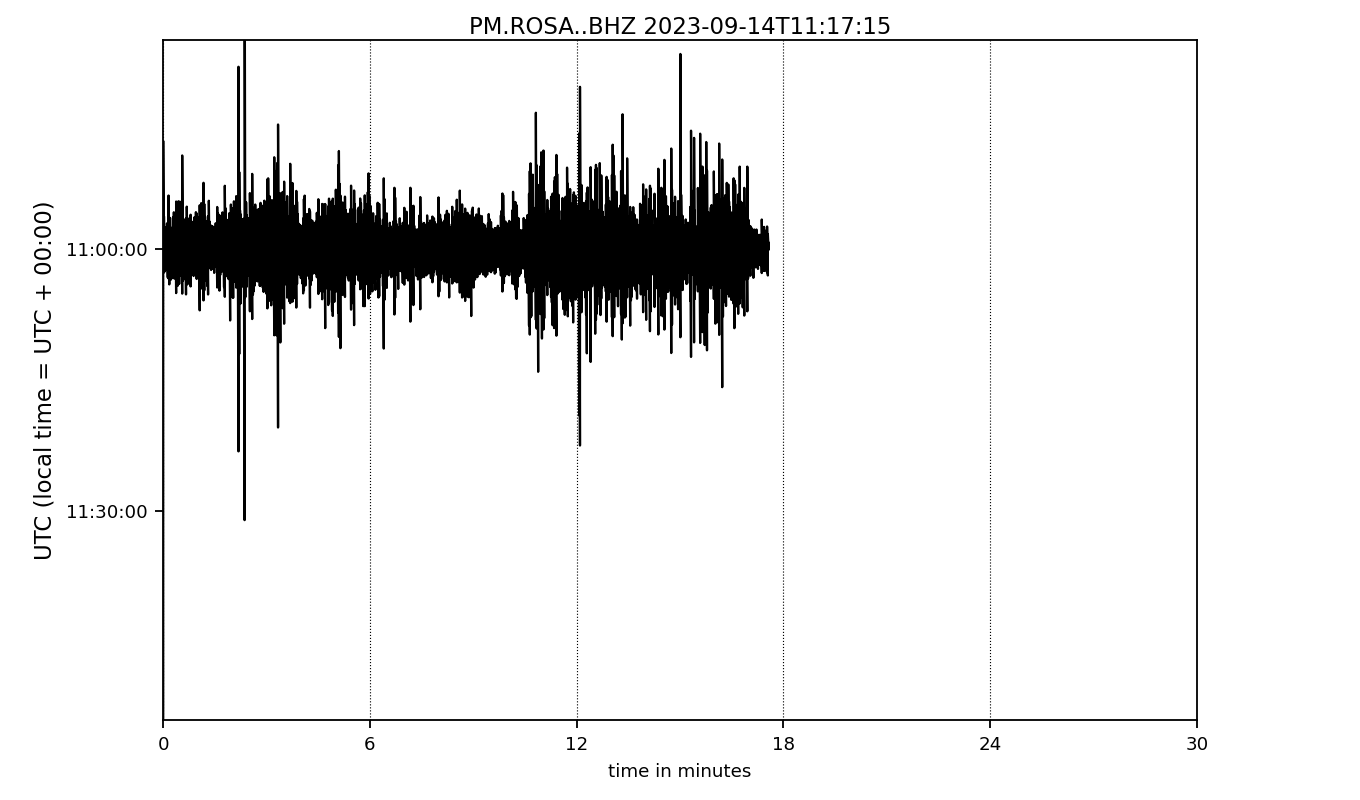 PM.ROSA..BHZ 2023-09-14T11:17:15
UTC (local time = UTC + 00:00)
11:00:00
11:30:00
0 6 12 18 24 30
time in minutes